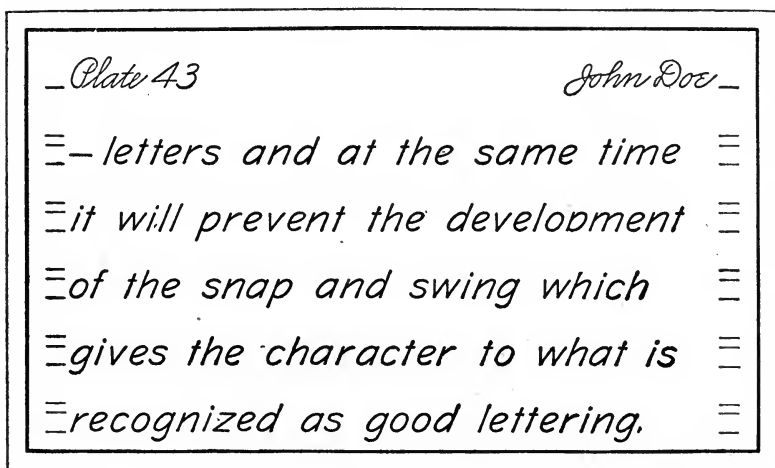 Plate 43 John Doe
— letters and at the same time
it will prevent the development
of the snap and swing which
gives the character to what is
recognized as good lettering.